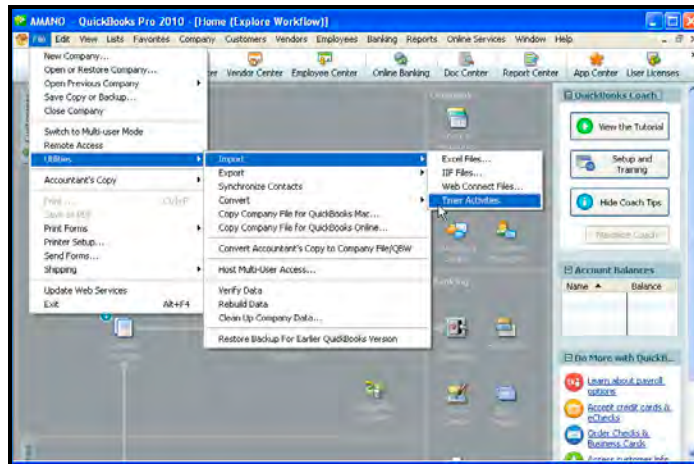 AMANO - QuickBooks Pro 2010 - [Home (Explore Workflow)]
File Edit View Lists Favorites Company Customers Vendors Employees Banking Reports Online Services Window Help
Vendor Center Employee Center Online Banking Doc Center Report Center App Center User Licenses
New Company...
Open or Restore Company...
Open Previous Company
Save Copy or Backup...
Close Company
Switch to Multi-user Mode
Remote Access
Utilities
Accountant's Copy
Print... Ctrl+P
Save as PDF
Print Forms
Printer Setup...
Send Forms...
Shipping
Update Web Services
Exit Alt+F4
Import
Export
Synchronize Contacts
Convert
Copy Company File for QuickBooks Mac...
Copy Company File for QuickBooks Online...
Convert Accountant's Copy to Company File/QBW
Host Multi-User Access...
Verify Data
Rebuild Data
Clean Up Company Data...
Restore Backup For Earlier QuickBooks Version
Excel Files...
IIF Files...
Web Connect Files...
Timer Activities
Banking
QuickBooks Coach
View the Tutorial
Setup and
Training
Hide Coach Tips
Account Balances
Name Balance
Do More with QuickB...
Learn about payroll
options
Accept credit cards &
eChecks
Order Checks &
Business Cards
Access customer info